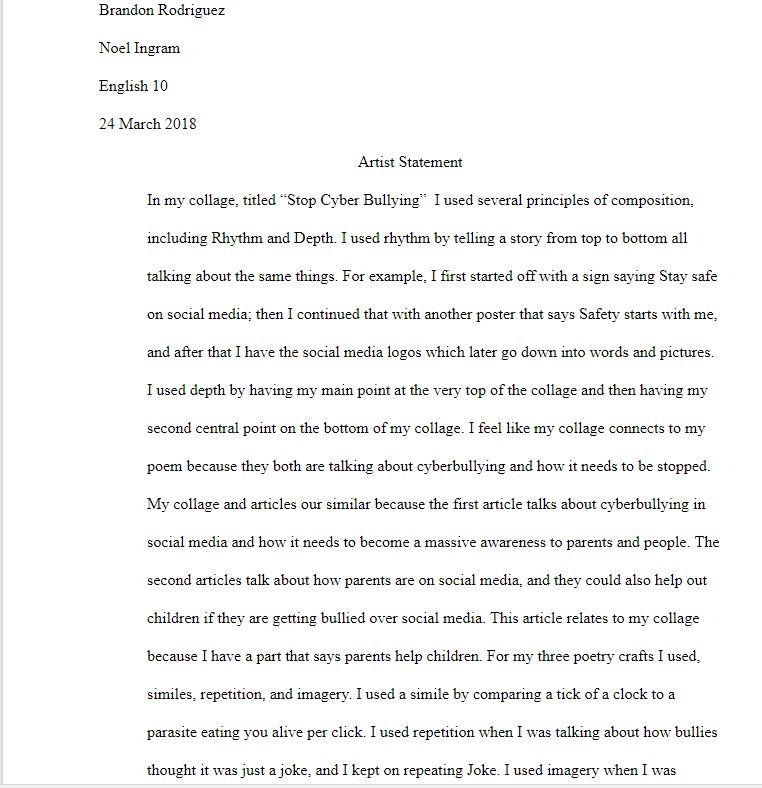 Brandon Rodriguez
Noel Ingram
English 10
24 March 2018
Artist Statement
In my collage, titled “Stop Cyber Bullying”  I used several principles of composition,
including Rhythm and Depth. I used rhythm by telling a story from top to bottom all
talking about the same things. For example, I first started off with a sign saying Stay safe
on social media; then I continued that with another poster that says Safety starts with me,
and after that I have the social media logos which later go down into words and pictures.
I used depth by having my main point at the very top of the collage and then having my
second central point on the bottom of my collage. I feel like my collage connects to my
poem because they both are talking about cyberbullying and how it needs to be stopped.
My collage and articles our similar because the first article talks about cyberbullying in
social media and how it needs to become a massive awareness to parents and people. The
second articles talk about how parents are on social media, and they could also help out
children if they are getting bullied over social media. This article relates to my collage
because I have a part that says parents help children. For my three poetry crafts I used,
similes, repetition, and imagery. I used a simile by comparing a tick of a clock to a
parasite eating you alive per click. I used repetition when I was talking about how bullies
thought it was just a joke, and I kept on repeating Joke. I used imagery when I was